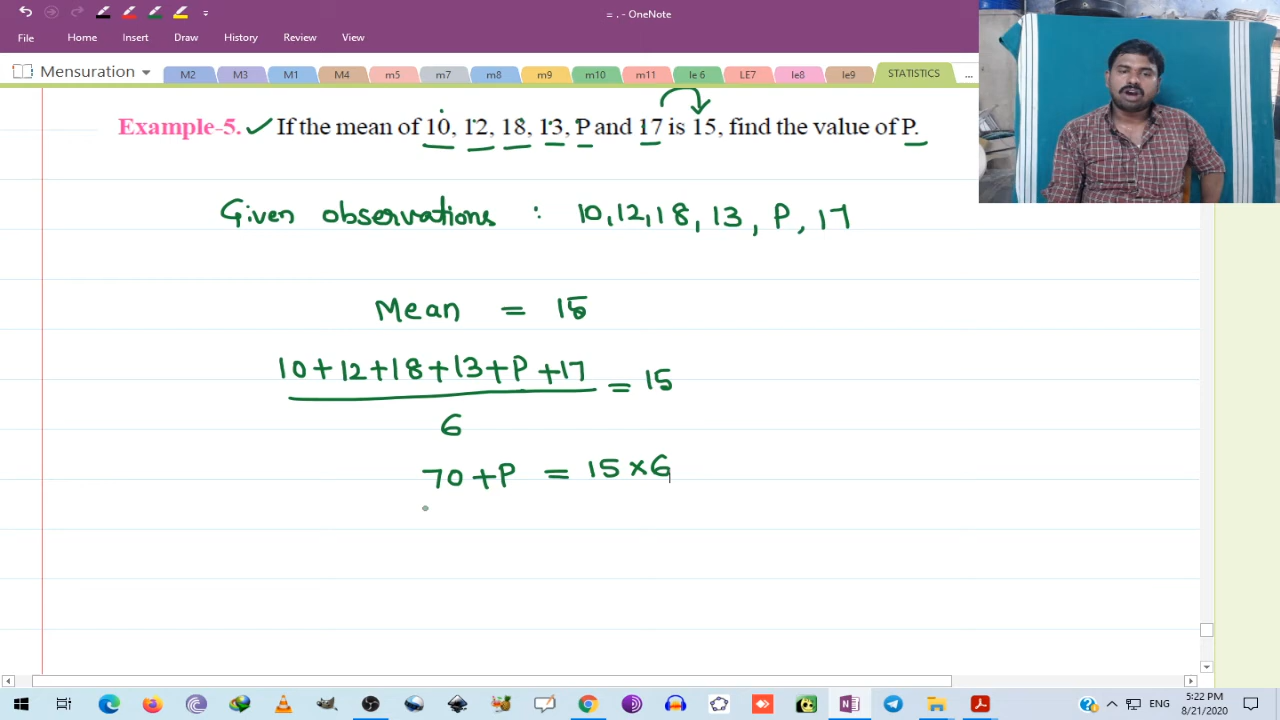 = . - OneNote
File Home Insert Draw History Review View
Mensuration M2 M3 M1 M4 m5 m7 m8 m9 m10 m11 le 6 LE7 le8 le9 STATISTICS ...
Example-5. If the mean of 10, 12, 18, 13, P and 17 is 15, find the value of P.
Given observations : 10, 12, 18, 13, P, 17
Mean = 15
10+12+18+13+P+17 = 15
6
70+P = 15×6
ENG 5:22 PM
8/21/2020